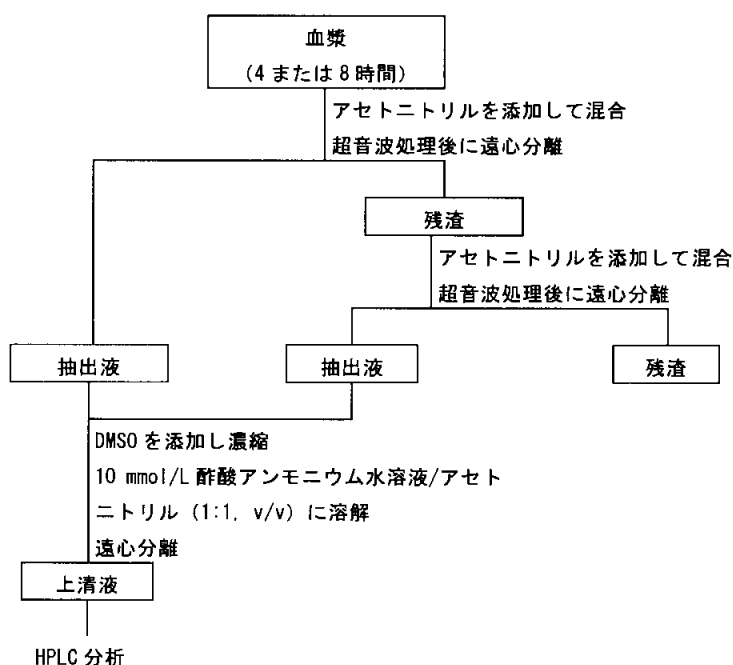 血漿
(4 または 8 時間)
アセトニトリルを添加して混合
超音波処理後に遠心分離
残渣
アセトニトリルを添加して混合
超音波処理後に遠心分離
抽出液
抽出液
残渣
DMSO を添加し濃縮
10 mmol/L 酢酸アンモニウム水溶液/アセト
ニトリル (1:1, v/v) に溶解
遠心分離
上清液
HPLC 分析